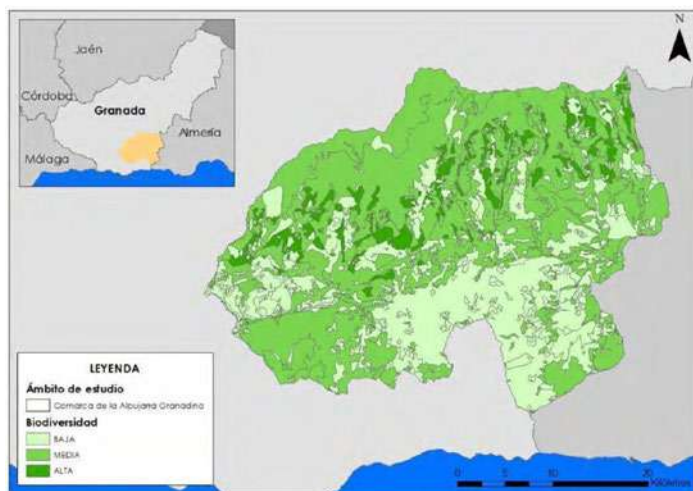 Jaén
Córdoba
Granada
Almería
Málaga
N
LEYENDA
Ámbito de estudio
Comarca de la Alpujarra Granadina
Biodiversidad
BAJA
MEDIA
ALTA
0 5 10 20
Kilómetros